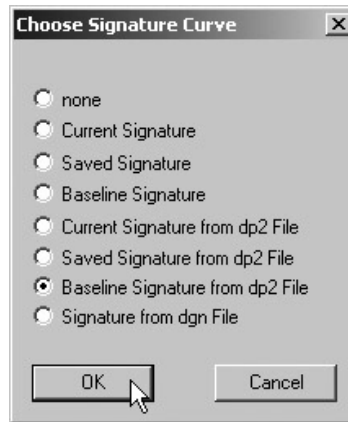 Choose Signature Curve
none
Current Signature
Saved Signature
Baseline Signature
Current Signature from dp2 File
Saved Signature from dp2 File
Baseline Signature from dp2 File
Signature from dgn File
OK Cancel